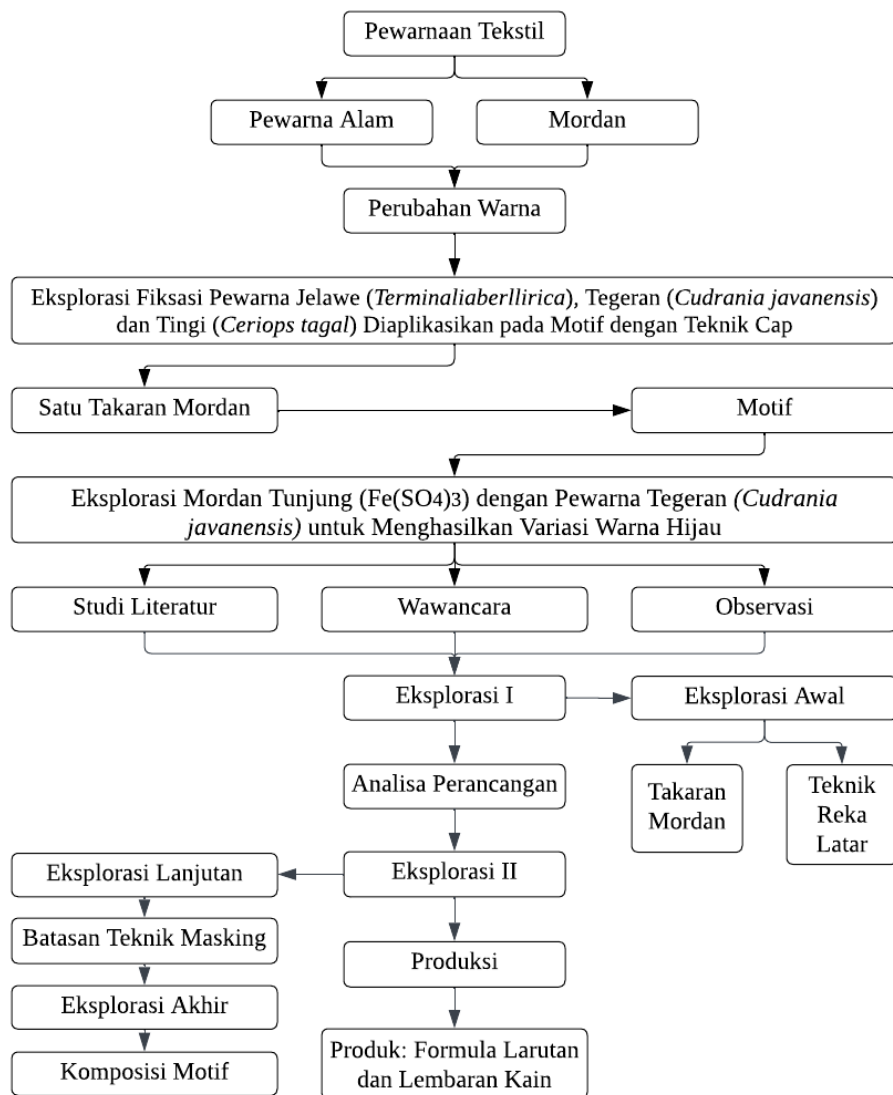 Pewarnaan Tekstil
Pewarna Alam
Mordan
Perubahan Warna
Eksplorasi Fiksasi Pewarna Jelawe (Terminaliaberllirica), Tegeran (Cudrania javanensis)
dan Tingi (Ceriops tagal) Diaplikasikan pada Motif dengan Teknik Cap
Satu Takaran Mordan
Motif
Eksplorasi Mordan Tunjung (Fe(SO4)3) dengan Pewarna Tegeran (Cudrania
javanensis) untuk Menghasilkan Variasi Warna Hijau
Studi Literatur
Wawancara
Observasi
Eksplorasi I
Eksplorasi Awal
Analisa Perancangan
Takaran
Mordan
Teknik
Reka
Latar
Eksplorasi Lanjutan
Eksplorasi II
Batasan Teknik Masking
Produksi
Eksplorasi Akhir
Komposisi Motif
Produk: Formula Larutan
dan Lembaran Kain